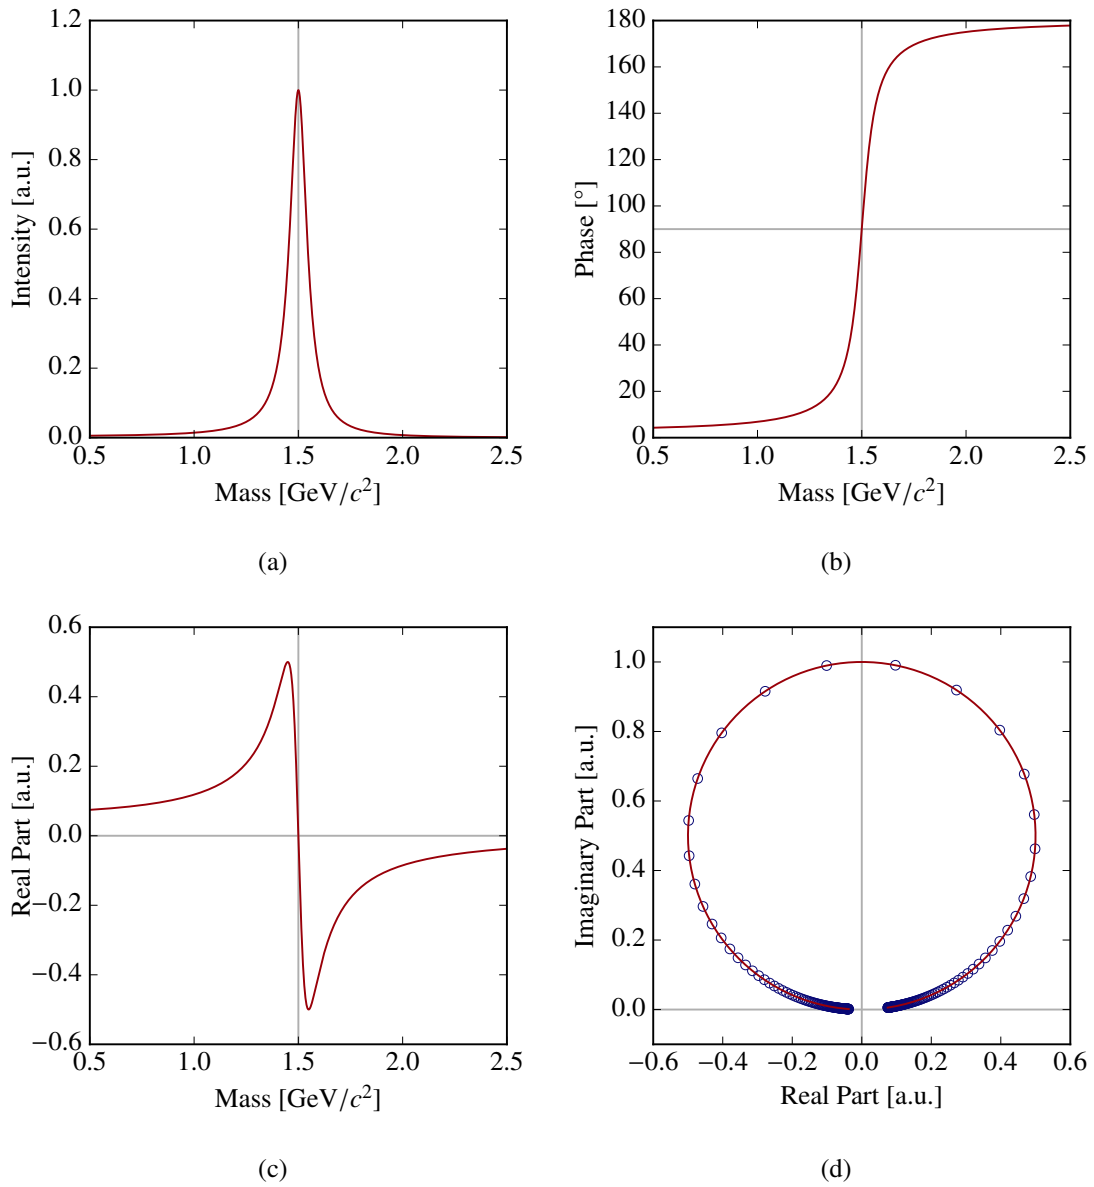 1.2
1.0
0.8
0.6
0.4
0.2
0.0
0.5 1.0 1.5 2.0 2.5
Intensity [a.u.]
Mass [GeV/c²]
(a)
180
160
140
120
100
80
60
40
20
0
0.5 1.0 1.5 2.0 2.5
Phase [°]
Mass [GeV/c²]
(b)
0.6
0.4
0.2
0.0
−0.2
−0.4
−0.6
0.5 1.0 1.5 2.0 2.5
Real Part [a.u.]
Mass [GeV/c²]
(c)
1.0
0.8
0.6
0.4
0.2
0.0
−0.6 −0.4 −0.2 0.0 0.2 0.4 0.6
Imaginary Part [a.u.]
Real Part [a.u.]
(d)